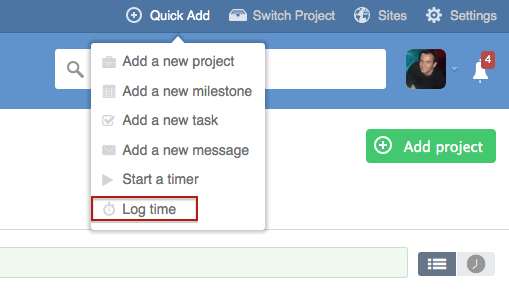 Quick Add
Switch Project
Sites
Settings
4
Add a new project
Add a new milestone
Add a new task
Add a new message
Start a timer
Log time
Add project